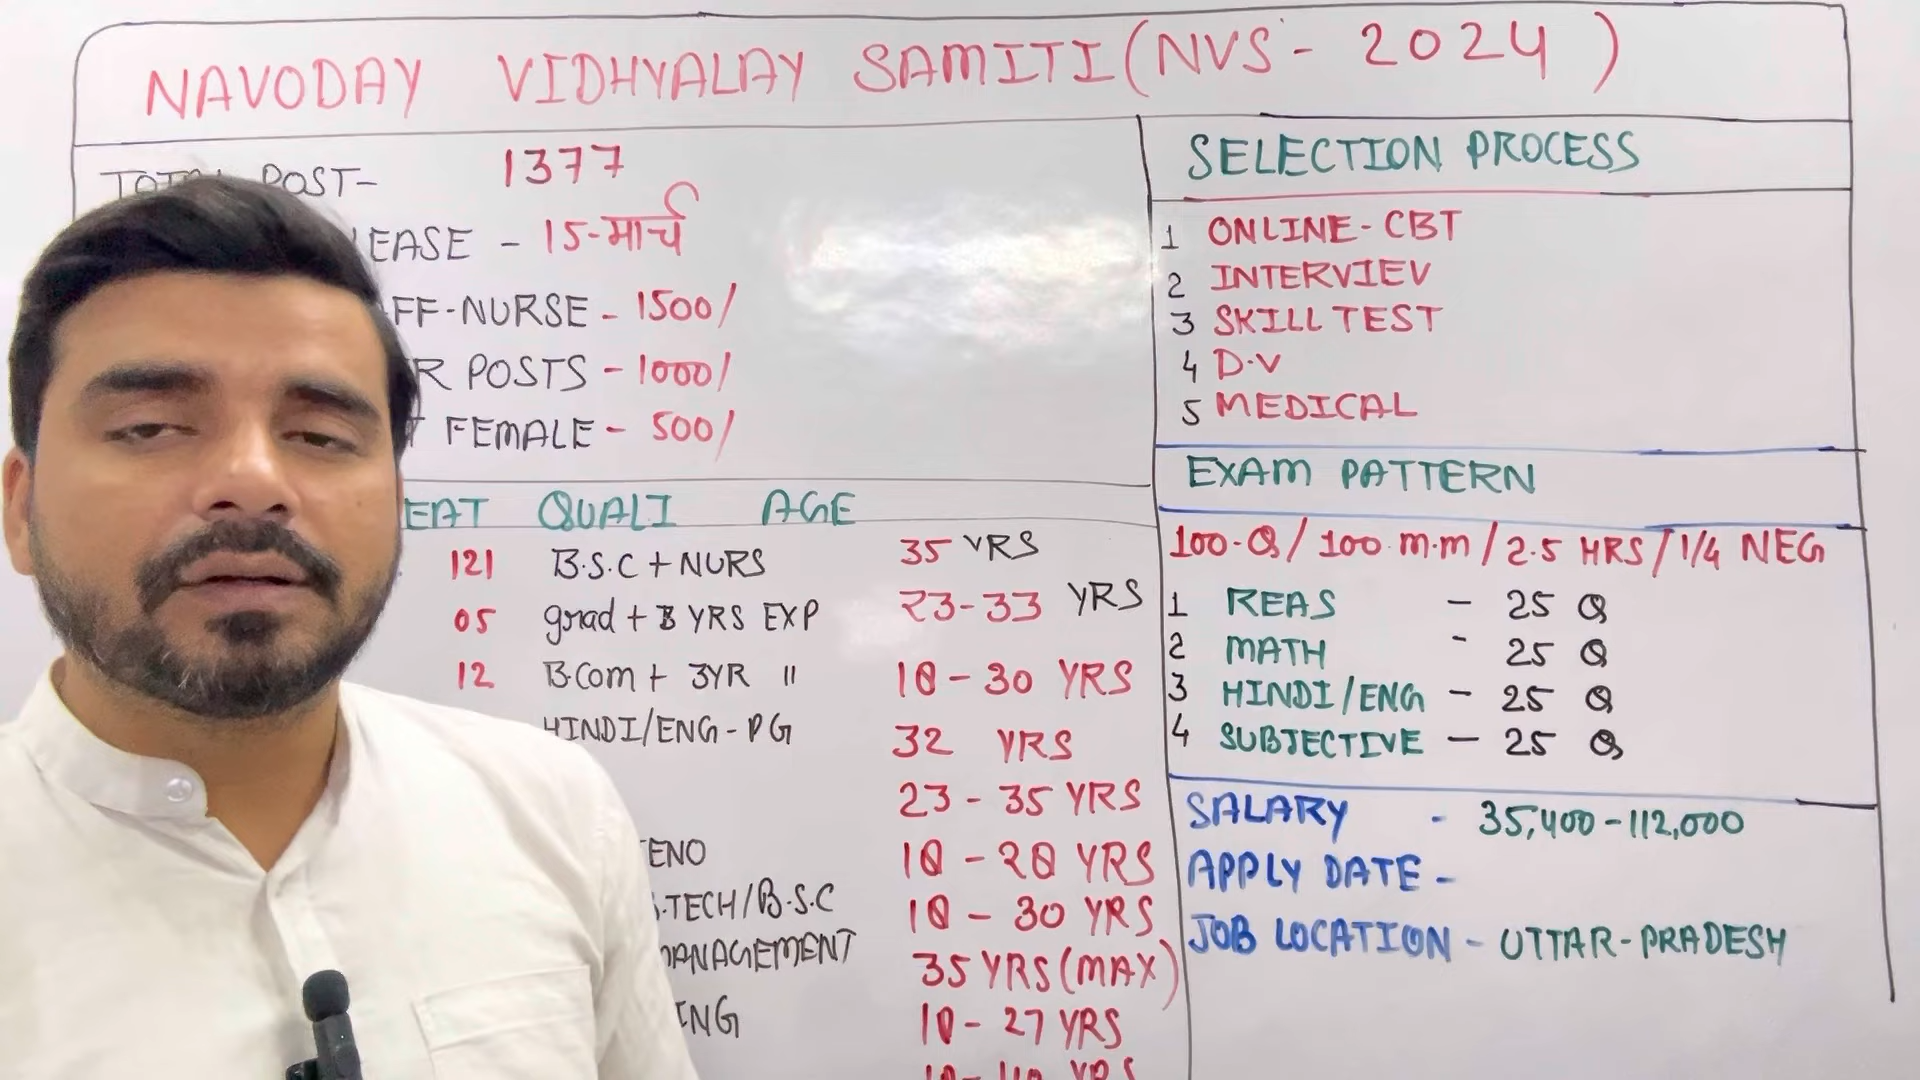 NAVODAY VIDHYALAY SAMITI (NVS - 2024)
POST- 1377
EASE - 15-मार्च
FF-NURSE - 1500/
R POSTS - 1000/
FEMALE - 500/
EAT QUALI AGE
121 B.S.C + NURS 35 YRS
05 grad + 3 YRS EXP 23-33 YRS
12 B.Com + 3YR " 18-30 YRS
HINDI/ENG-PG 32 YRS
23-35 YRS
ENO 18-28 YRS
.TECH/B.S.C 18-30 YRS
MANAGEMENT 35 YRS (MAX)
ING 18-27 YRS
SELECTION PROCESS
1 ONLINE-CBT
2 INTERVIEV
3 SKILL TEST
4 D.V
5 MEDICAL
EXAM PATTERN
100-Q / 100 m.m / 2.5 HRS / 1/4 NEG
1 REAS - 25 Q
2 MATH - 25 Q
3 HINDI/ENG - 25 Q
4 SUBJECTIVE - 25 Q
SALARY - 35,400-112,000
APPLY DATE -
JOB LOCATION - UTTAR-PRADESH